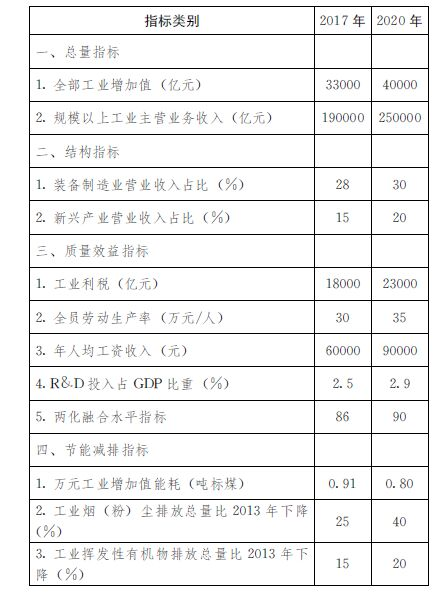 指标类别 2017年 2020年
一、总量指标
1. 全部工业增加值（亿元） 33000 40000
2. 规模以上工业主营业务收入（亿元） 190000 250000
二、结构指标
1. 装备制造业营业收入占比（%） 28 30
2. 新兴产业营业收入占比（%） 15 20
三、质量效益指标
1. 工业利税（亿元） 18000 23000
2. 全员劳动生产率（万元/人） 30 35
3. 年人均工资收入（元） 60000 90000
4. R&D投入占GDP比重（%） 2.5 2.9
5. 两化融合水平指标 86 90
四、节能减排指标
1. 万元工业增加值能耗（吨标煤） 0.91 0.80
2. 工业烟（粉）尘排放总量比2013年下降
（%） 25 40
3. 工业挥发性有机物排放总量比2013年下
降（%） 15 20